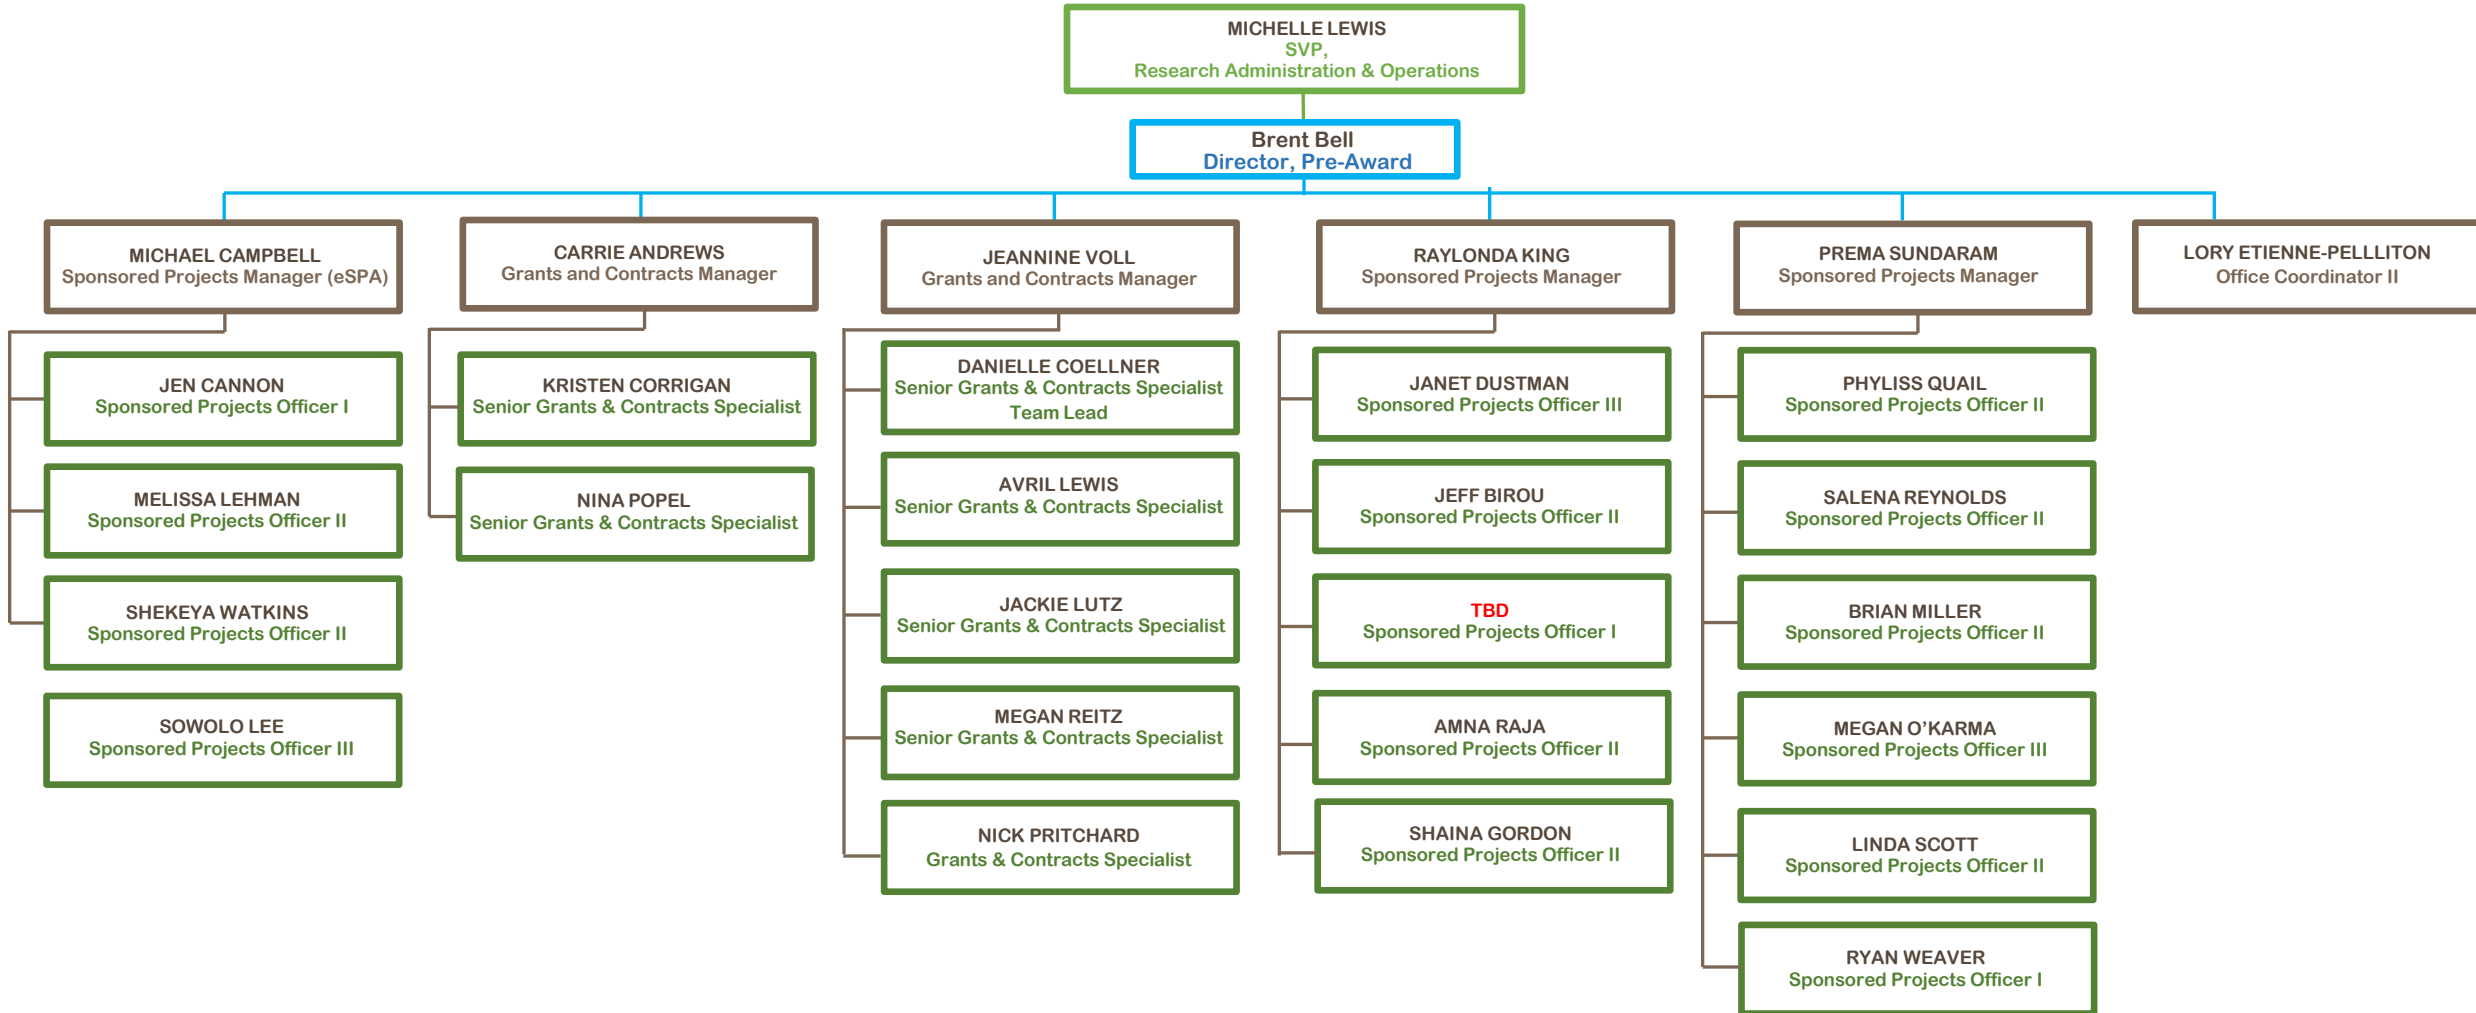 MICHELLE LEWIS
SVP,
Research Administration & Operations
Brent Bell
Director, Pre-Award
MICHAEL CAMPBELL
Sponsored Projects Manager (eSPA)
CARRIE ANDREWS
Grants and Contracts Manager
JEANNINE VOLL
Grants and Contracts Manager
RAYLONDA KING
Sponsored Projects Manager
PREMA SUNDARAM
Sponsored Projects Manager
LORY ETIENNE-PELLLITON
Office Coordinator II
JEN CANNON
Sponsored Projects Officer I
MELISSA LEHMAN
Sponsored Projects Officer II
SHEKEYA WATKINS
Sponsored Projects Officer II
SOWOLO LEE
Sponsored Projects Officer III
KRISTEN CORRIGAN
Senior Grants & Contracts Specialist
NINA POPEL
Senior Grants & Contracts Specialist
DANIELLE COELLNER
Senior Grants & Contracts Specialist
Team Lead
AVRIL LEWIS
Senior Grants & Contracts Specialist
JACKIE LUTZ
Senior Grants & Contracts Specialist
MEGAN REITZ
Senior Grants & Contracts Specialist
NICK PRITCHARD
Grants & Contracts Specialist
JANET DUSTMAN
Sponsored Projects Officer III
JEFF BIROU
Sponsored Projects Officer II
TBD
Sponsored Projects Officer I
AMNA RAJA
Sponsored Projects Officer II
SHAINA GORDON
Sponsored Projects Officer II
PHYLISS QUAIL
Sponsored Projects Officer II
SALENA REYNOLDS
Sponsored Projects Officer II
BRIAN MILLER
Sponsored Projects Officer II
MEGAN O’KARMA
Sponsored Projects Officer III
LINDA SCOTT
Sponsored Projects Officer II
RYAN WEAVER
Sponsored Projects Officer I